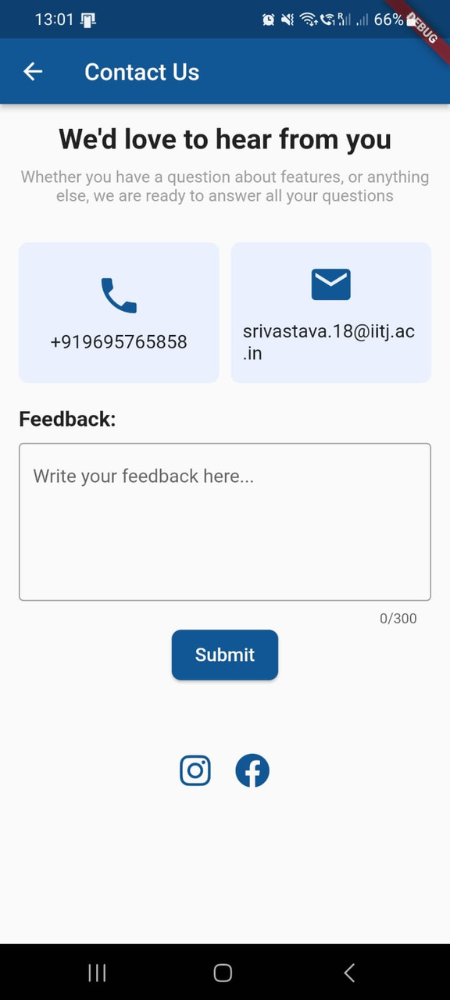 13:01
66%
DEBUG
Contact Us
We'd love to hear from you
Whether you have a question about features, or anything
else, we are ready to answer all your questions
+919695765858
srivastava.18@iitj.ac
.in
Feedback:
Write your feedback here...
0/300
Submit